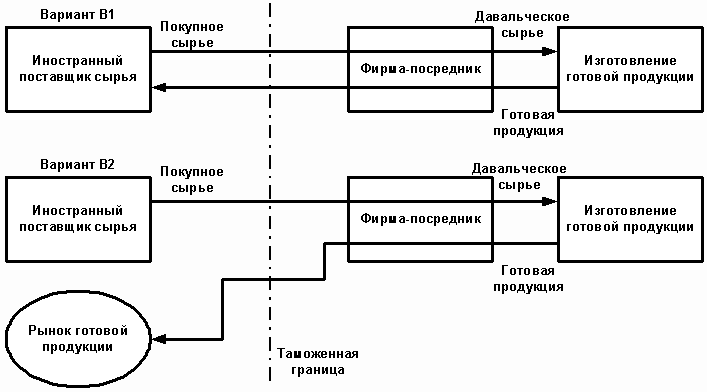 Вариант В1
Покупное
сырье
Давальческое
сырье
Иностранный
поставщик сырья
Фирма-посредник
Изготовление
готовой продукции
Готовая
продукция
Вариант В2
Покупное
сырье
Давальческое
сырье
Иностранный
поставщик сырья
Фирма-посредник
Изготовление
готовой продукции
Готовая
продукция
Рынок готовой
продукции
Таможенная
граница